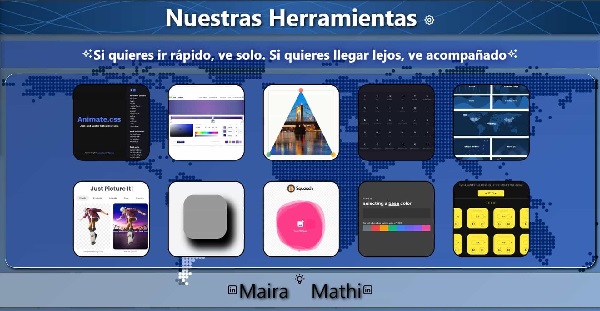 Nuestras Herramientas
Si quieres ir rápido, ve solo. Si quieres llegar lejos, ve acompañado
Animate.css
Just Picture It!
Squoosh
selecting a base color
Maira Mathi